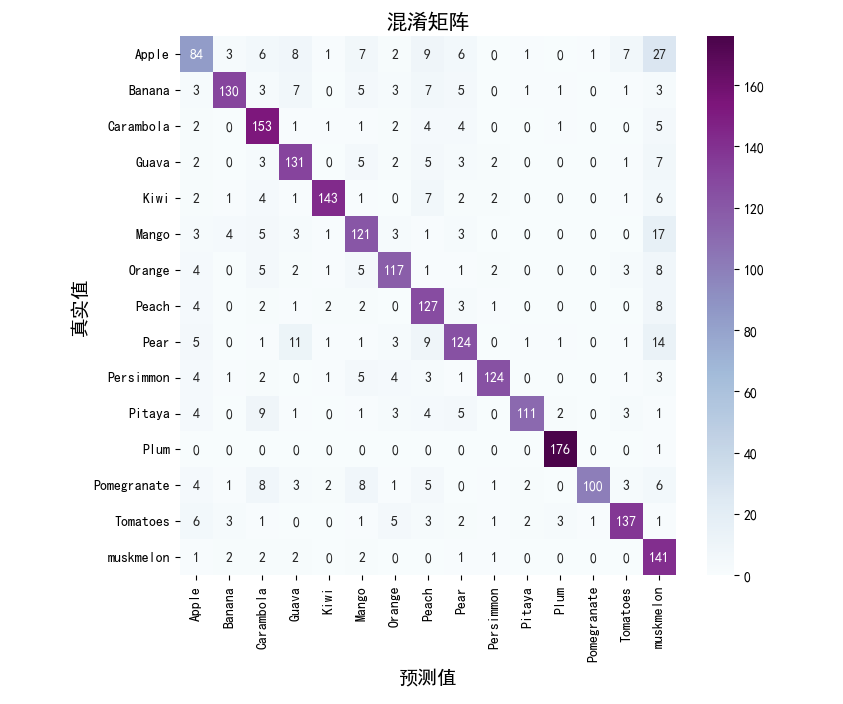 混淆矩阵
Apple 84 3 6 8 1 7 2 9 6 0 1 0 1 7 27
Banana 3 130 3 7 0 5 3 7 5 0 1 1 0 1 3
Carambola 2 0 153 1 1 1 2 4 4 0 0 1 0 0 5
Guava 2 0 3 131 0 5 2 5 3 2 0 0 0 1 7
Kiwi 2 1 4 1 143 1 0 7 2 2 0 0 0 1 6
Mango 3 4 5 3 1 121 3 1 3 0 0 0 0 0 17
Orange 4 0 5 2 1 5 117 1 1 2 0 0 0 3 8
Peach 4 0 2 1 2 2 0 127 3 1 0 0 0 0 8
Pear 5 0 1 11 1 1 3 9 124 0 1 1 0 1 14
Persimmon 4 1 2 0 1 5 4 3 1 124 0 0 0 1 3
Pitaya 4 0 9 1 0 1 3 4 5 0 111 2 0 3 1
Plum 0 0 0 0 0 0 0 0 0 0 0 176 0 0 1
Pomegranate 4 1 8 3 2 8 1 5 0 1 2 0 100 3 6
Tomatoes 6 3 1 0 0 1 5 3 2 1 2 3 1 137 1
muskmelon 1 2 2 2 0 2 0 0 1 1 0 0 0 0 141
Apple Banana Carambola Guava Kiwi Mango Orange Peach Pear Persimmon Pitaya Plum Pomegranate Tomatoes muskmelon
预测值
真实值
160
140
120
100
80
60
40
20
0